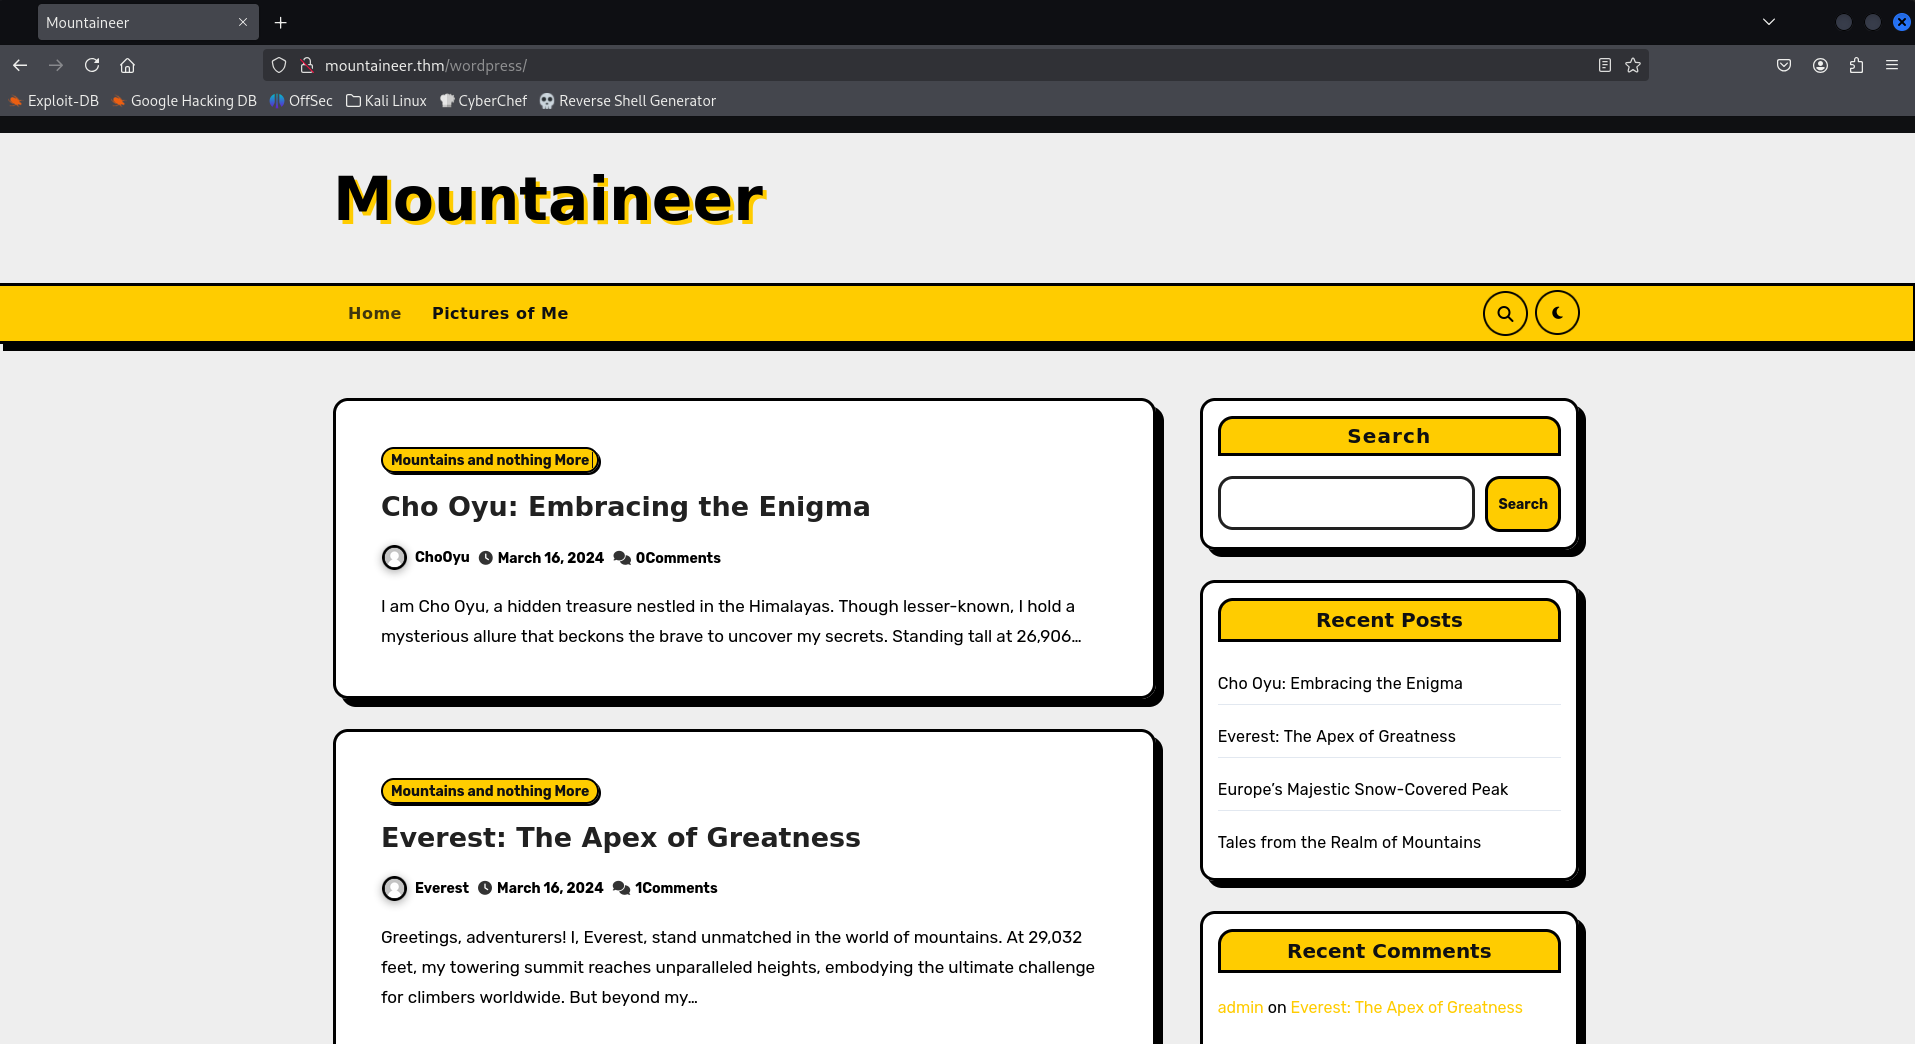 Mountaineer
mountaineer.thm/wordpress/
Exploit-DB Google Hacking DB OffSec Kali Linux CyberChef Reverse Shell Generator
Mountaineer
Home Pictures of Me
Mountains and nothing More
Cho Oyu: Embracing the Enigma
ChoOyu March 16, 2024 0Comments
I am Cho Oyu, a hidden treasure nestled in the Himalayas. Though lesser-known, I hold a
mysterious allure that beckons the brave to uncover my secrets. Standing tall at 26,906...
Mountains and nothing More
Everest: The Apex of Greatness
Everest March 16, 2024 1Comments
Greetings, adventurers! I, Everest, stand unmatched in the world of mountains. At 29,032
feet, my towering summit reaches unparalleled heights, embodying the ultimate challenge
for climbers worldwide. But beyond my...
Search
Search
Recent Posts
Cho Oyu: Embracing the Enigma
Everest: The Apex of Greatness
Europe’s Majestic Snow-Covered Peak
Tales from the Realm of Mountains
Recent Comments
admin on Everest: The Apex of Greatness